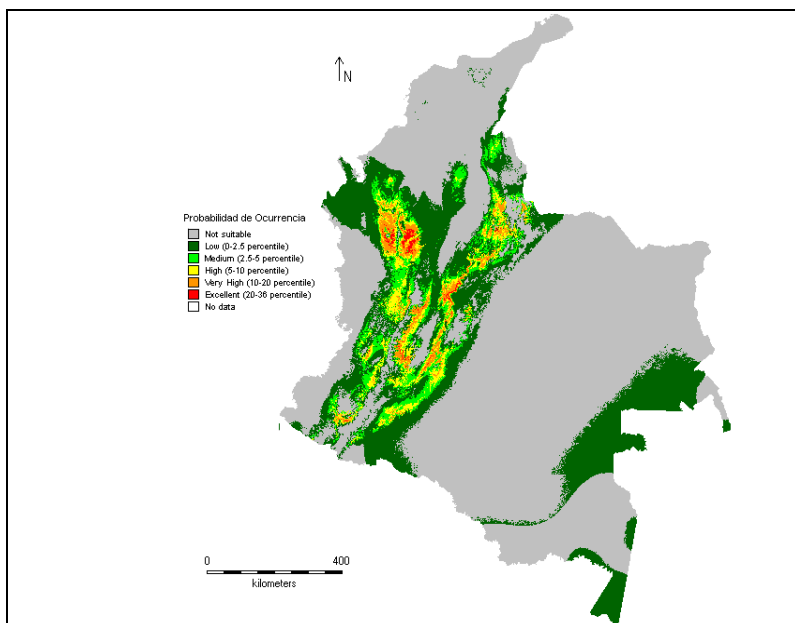 N
Probabilidad de Ocurrencia
Not suitable
Low (0-2.5 percentile)
Medium (2.5-5 percentile)
High (5-10 percentile)
Very High (10-20 percentile)
Excellent (20-36 percentile)
No data
0 400
kilometers